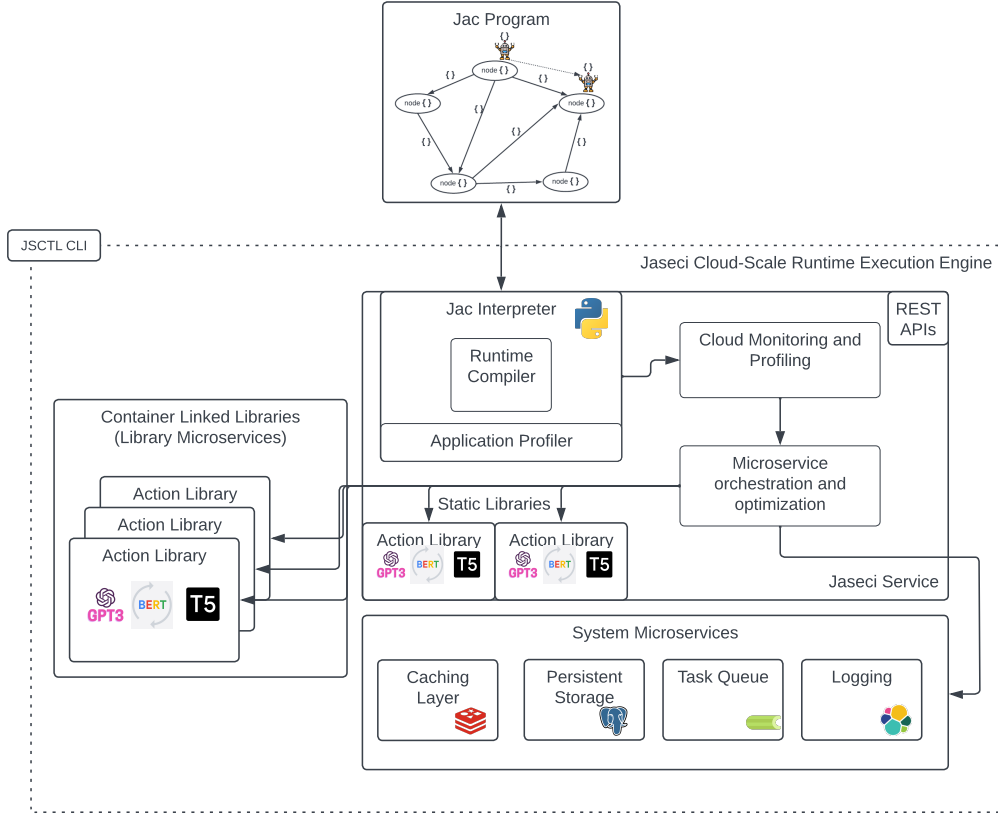 Jac Program
{ }
{ }
node { }
{ }
{ }
node { }
node { }
{ }
{ }
{ }
{ }
node { }
{ }
node { }
JSCTL CLI
Jaseci Cloud-Scale Runtime Execution Engine
Jac Interpreter
REST
APIs
Runtime
Compiler
Cloud Monitoring and
Profiling
Application Profiler
Container Linked Libraries
(Library Microservices)
Microservice
orchestration and
optimization
Action Library
Action Library
Action Library
GPT3
BERT
T5
Static Libraries
Action Library
GPT3
BERT
T5
Action Library
GPT3
BERT
T5
Jaseci Service
System Microservices
Caching
Layer
Persistent
Storage
Task Queue
Logging